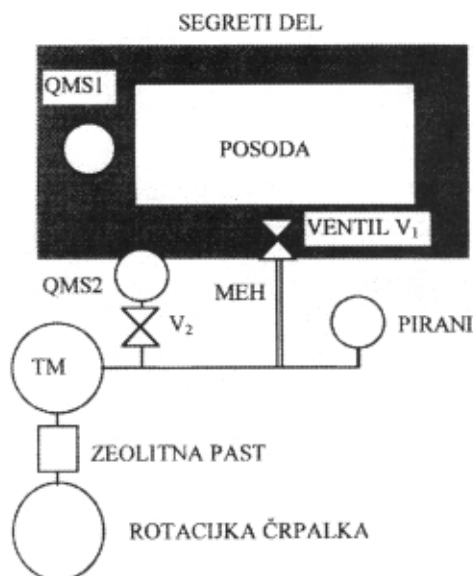 SEGRETI DEL
QMS1
POSODA
VENTIL V₁
QMS2
MEH
V₂
PIRANI
TM
ZEOLITNA PAST
ROTACIJKA ČRPALKA